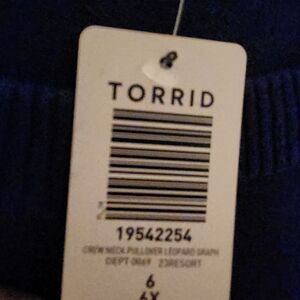 TORRID
19542254
CREW NECK PULLOVER LEOPARD GRAPH
DEPT 0869 23RESORT
6
6X